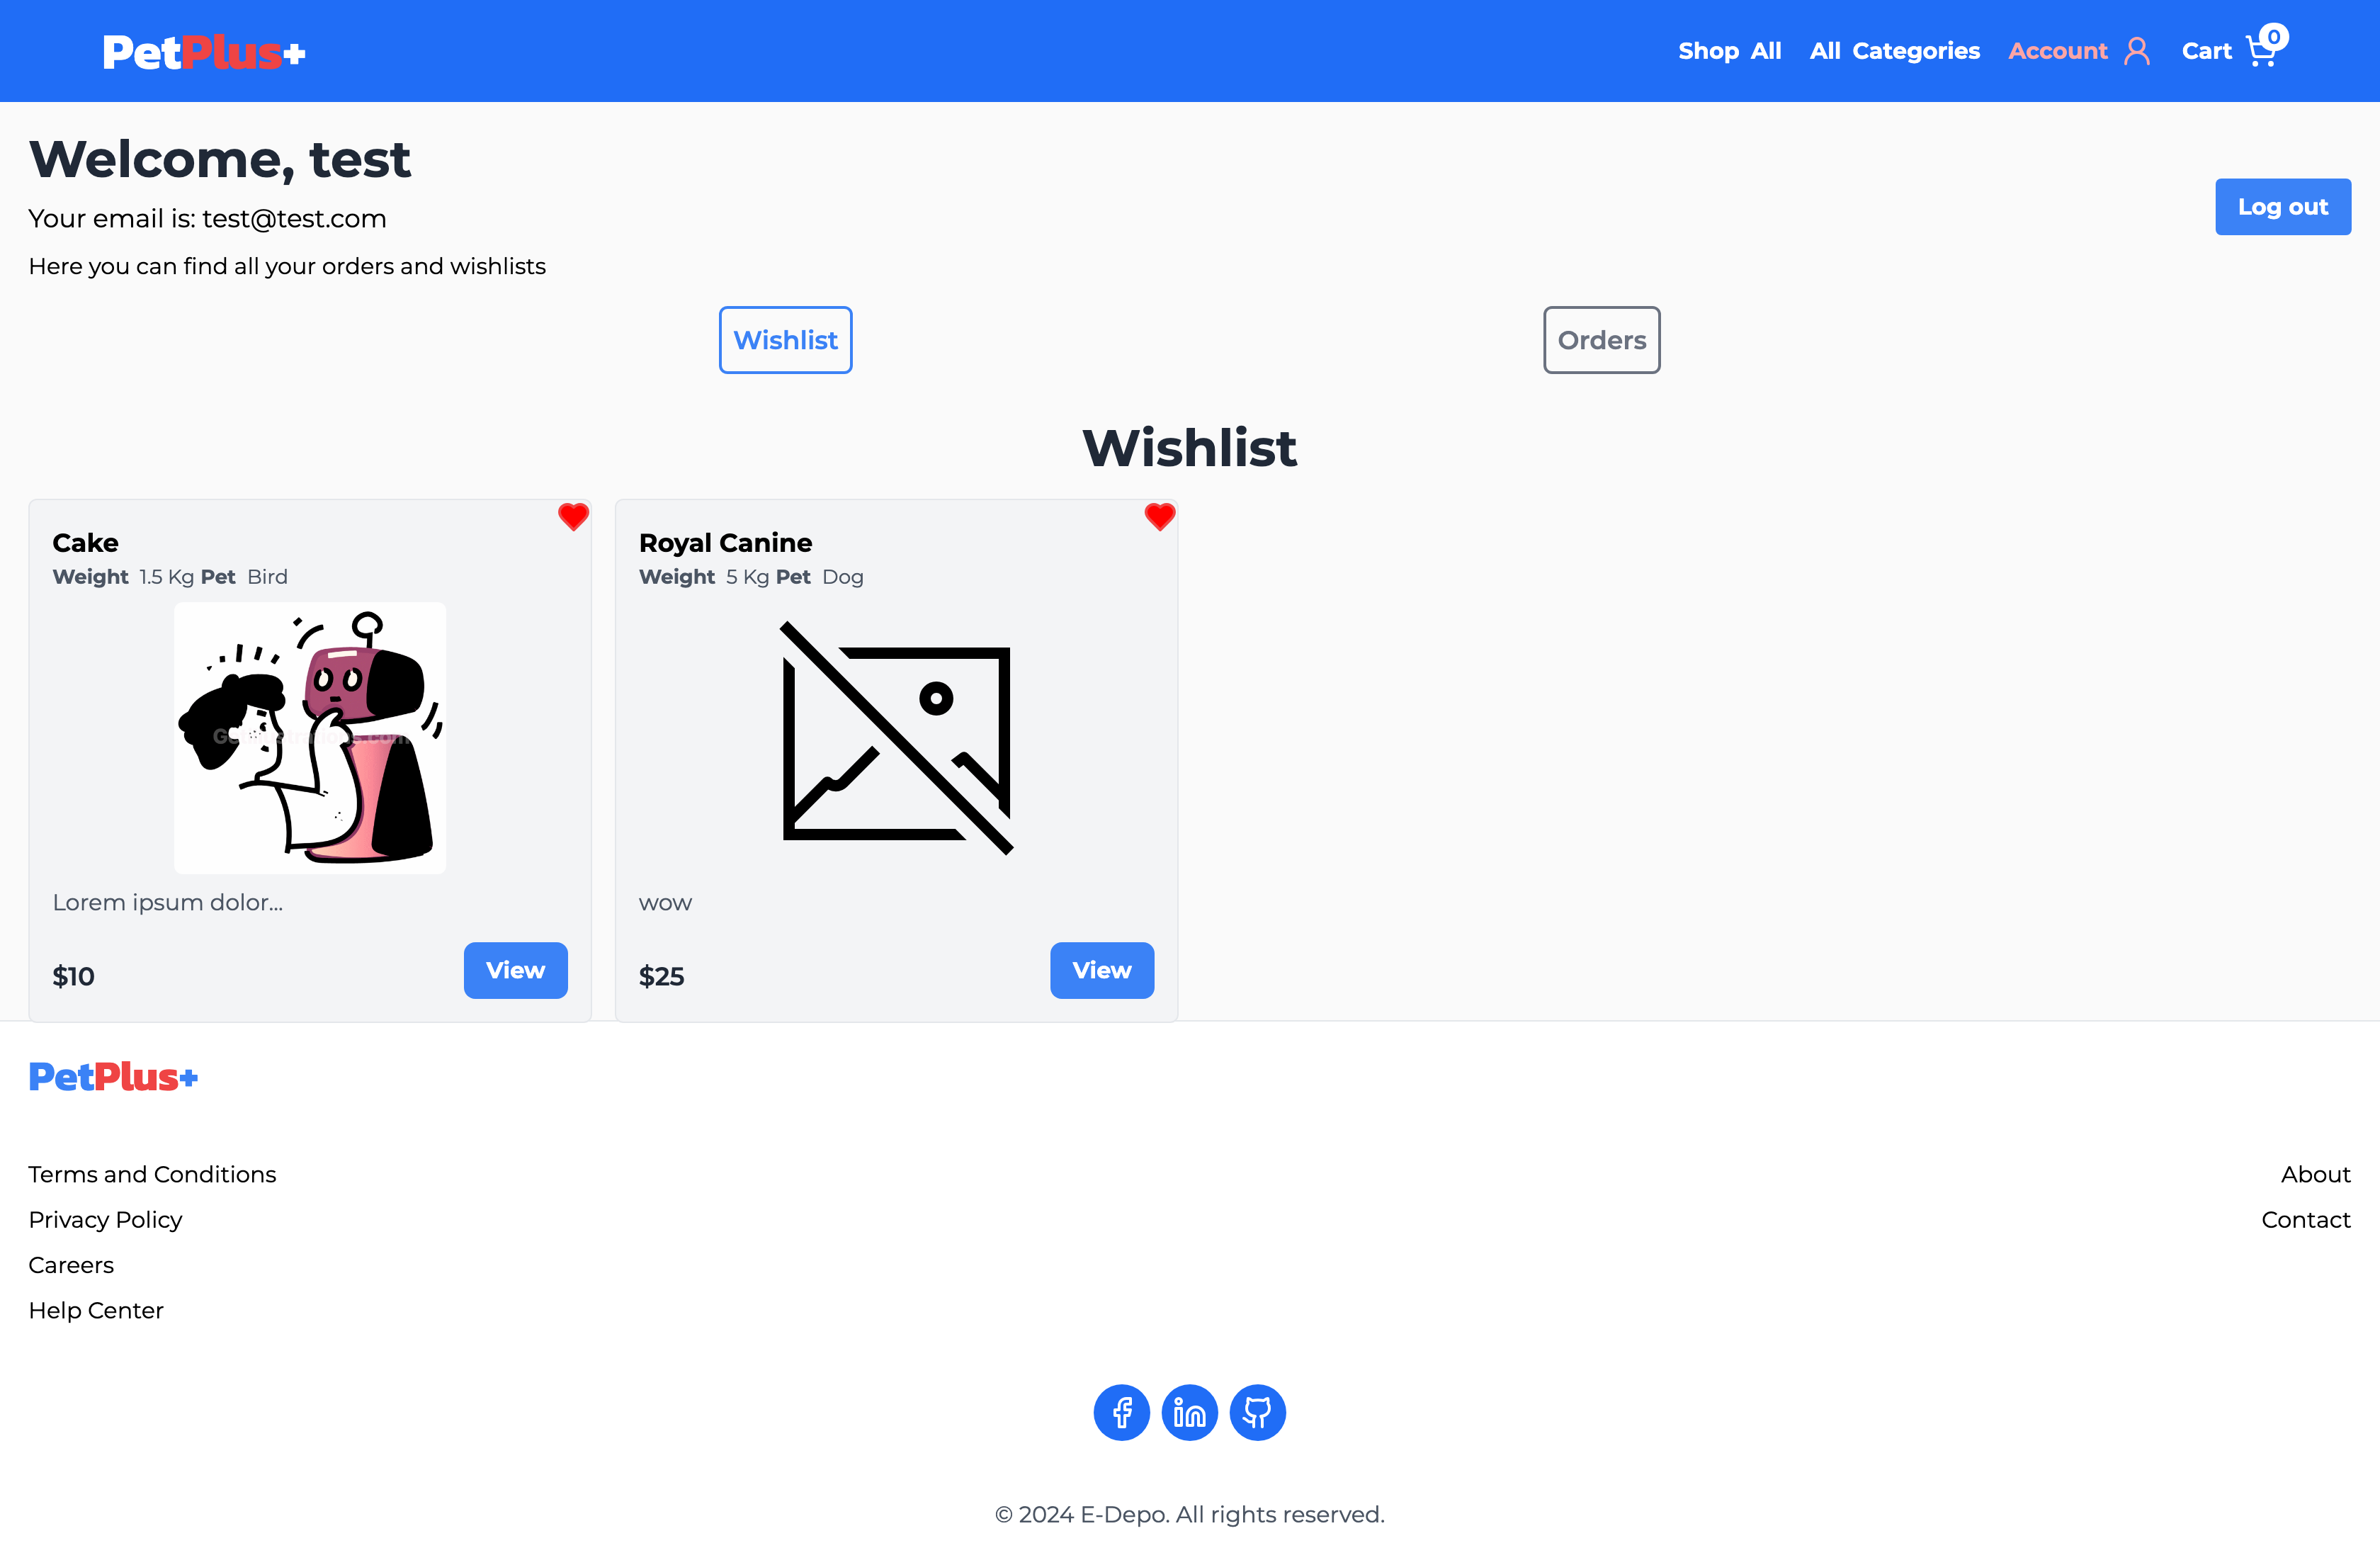 PetPlus+
Shop All All Categories Account Cart 0
Welcome, test
Your email is: test@test.com
Log out
Here you can find all your orders and wishlists
Wishlist
Orders
Wishlist
Cake
Weight 1.5 Kg Pet Bird
Lorem ipsum dolor...
$10
View
Royal Canine
Weight 5 Kg Pet Dog
wow
$25
View
PetPlus+
Terms and Conditions
Privacy Policy
Careers
Help Center
About
Contact
© 2024 E-Depo. All rights reserved.